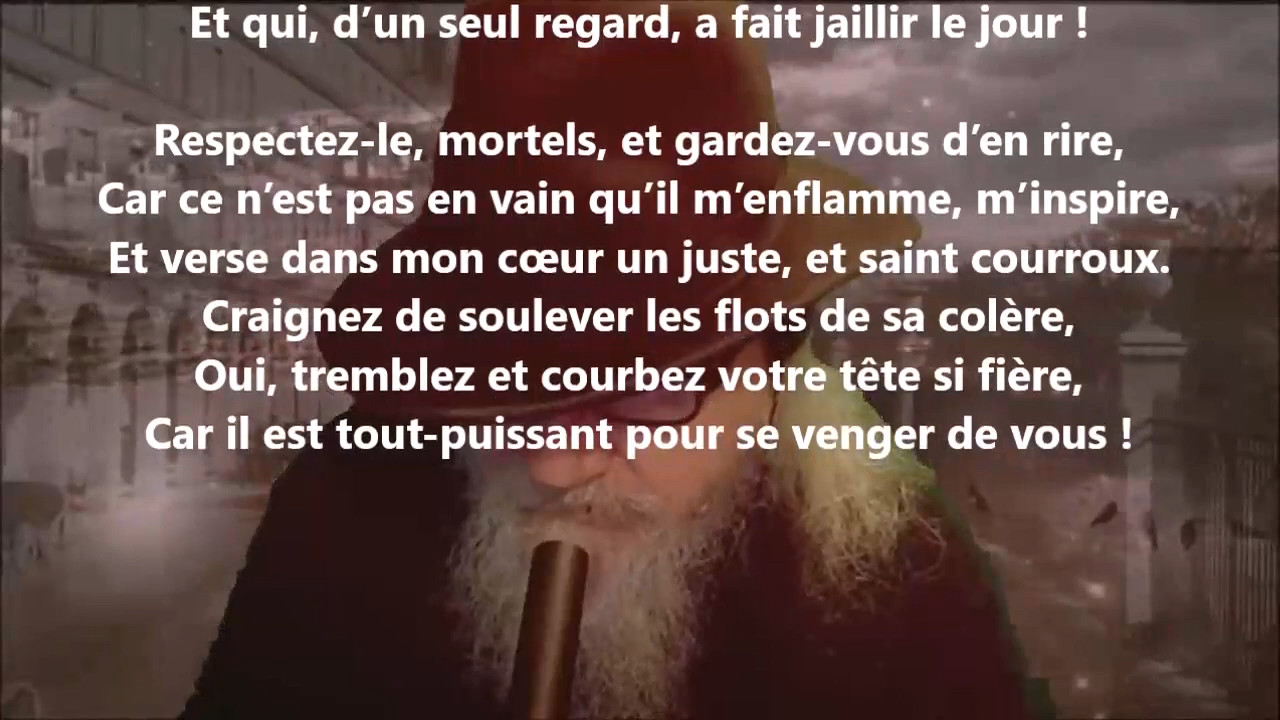 Et qui, d’un seul regard, a fait jaillir le jour !
Respectez-le, mortels, et gardez-vous d’en rire,
Car ce n’est pas en vain qu’il m’enflamme, m’inspire,
Et verse dans mon cœur un juste, et saint courroux.
Craignez de soulever les flots de sa colère,
Oui, tremblez et courbez votre tête si fière,
Car il est tout-puissant pour se venger de vous !